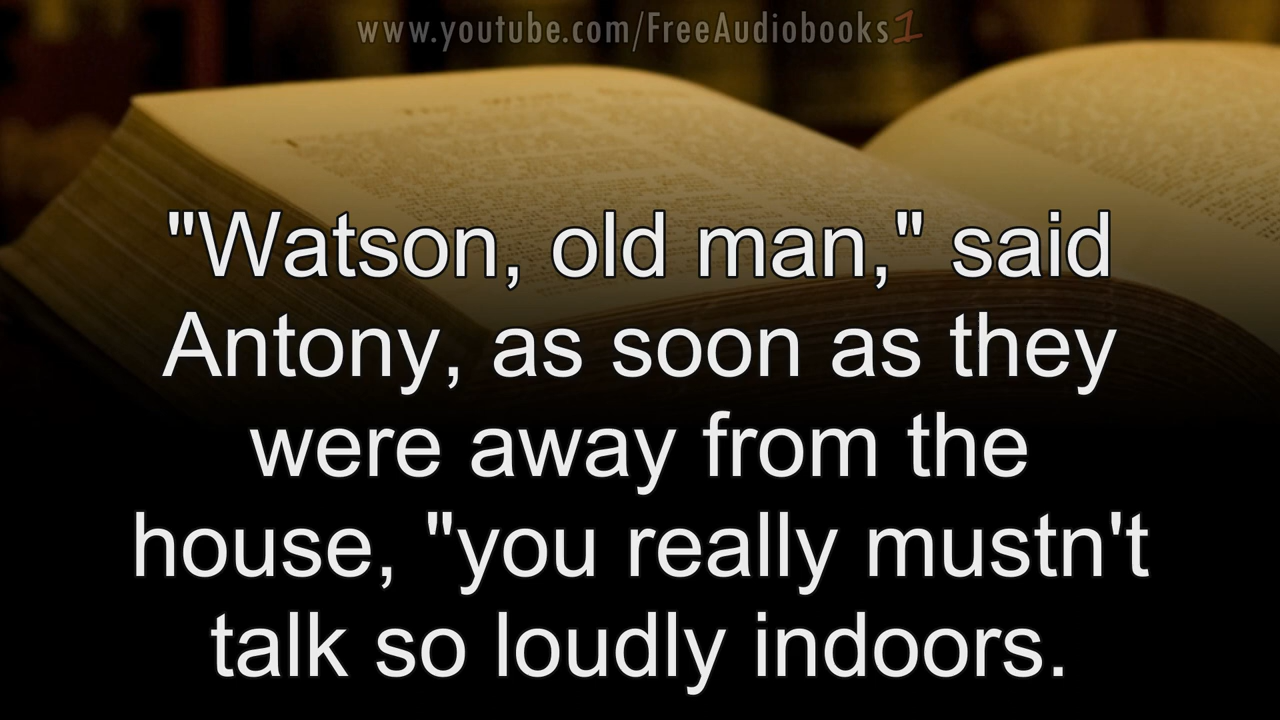 www.youtube.com/FreeAudiobooks1
"Watson, old man," said
Antony, as soon as they
were away from the
house, "you really mustn't
talk so loudly indoors.